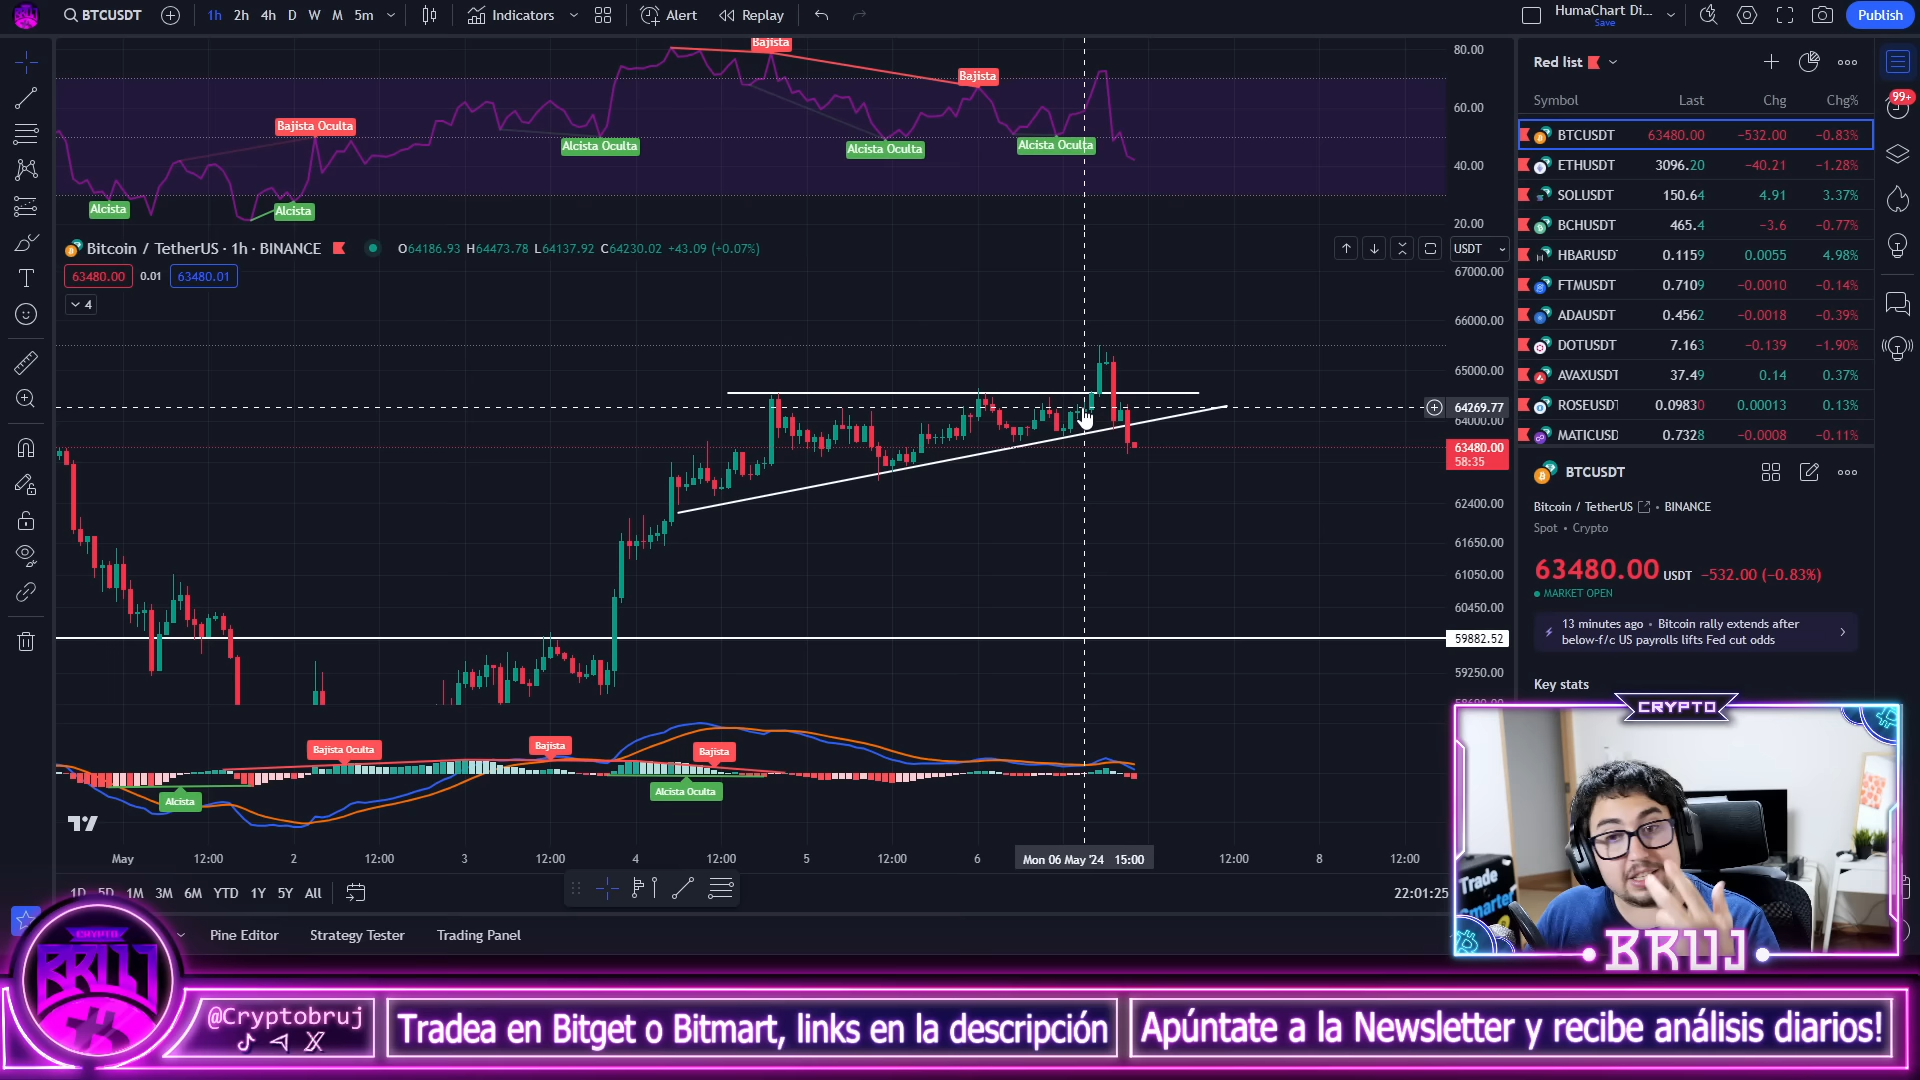 BTCUSDT
1h 2h 4h D W M 5m
Indicators
Alert
Replay
HumaChart Di...
Save
Publish
Bajista
Bajista
Bajista Oculta
Alcista Oculta
Alcista Oculta
Alcista Oculta
Alcista
Alcista
80.00
60.00
40.00
20.00
Bitcoin / TetherUS · 1h · BINANCE
O64186.93 H64473.78 L64137.92 C64230.02 +43.09 (+0.07%)
63480.00 0.01 63480.01
4
USDT
67000.00
66000.00
65000.00
64269.77
64000.00
63480.00
58:35
62400.00
61650.00
61050.00
60450.00
59882.52
59250.00
Bajista Oculta
Bajista
Bajista
Alcista
Alcista Oculta
May 12:00 2 12:00 3 12:00 4 12:00 5 12:00 6 Mon 06 May '24 15:00 12:00 8 12:00
1D 5D 1M 3M 6M YTD 1Y 5Y All
22:01:25
Pine Editor
Strategy Tester
Trading Panel
Red list
99+
Symbol Last Chg Chg%
BTCUSDT 63480.00 −532.00 −0.83%
ETHUSDT 3096.20 −40.21 −1.28%
SOLUSDT 150.64 4.91 3.37%
BCHUSDT 465.4 −3.6 −0.77%
HBARUSD 0.1159 0.0055 4.98%
FTMUSDT 0.7109 −0.0010 −0.14%
ADAUSDT 0.4562 −0.0018 −0.39%
DOTUSDT 7.163 −0.139 −1.90%
AVAXUSDT 37.49 0.14 0.37%
ROSEUSDT 0.09830 0.00013 0.13%
MATICUSD 0.7328 −0.0008 −0.11%
BTCUSDT
Bitcoin / TetherUS • BINANCE
Spot • Crypto
63480.00 USDT −532.00 (−0.83%)
MARKET OPEN
13 minutes ago • Bitcoin rally extends after
below-f/c US payrolls lifts Fed cut odds
Key stats
CRYPTO
Trade
Smarter
BRUJ
CRYPTO
BRUJ
@Cryptobruj
Tradea en Bitget o Bitmart, links en la descripción
Apúntate a la Newsletter y recibe análisis diarios!